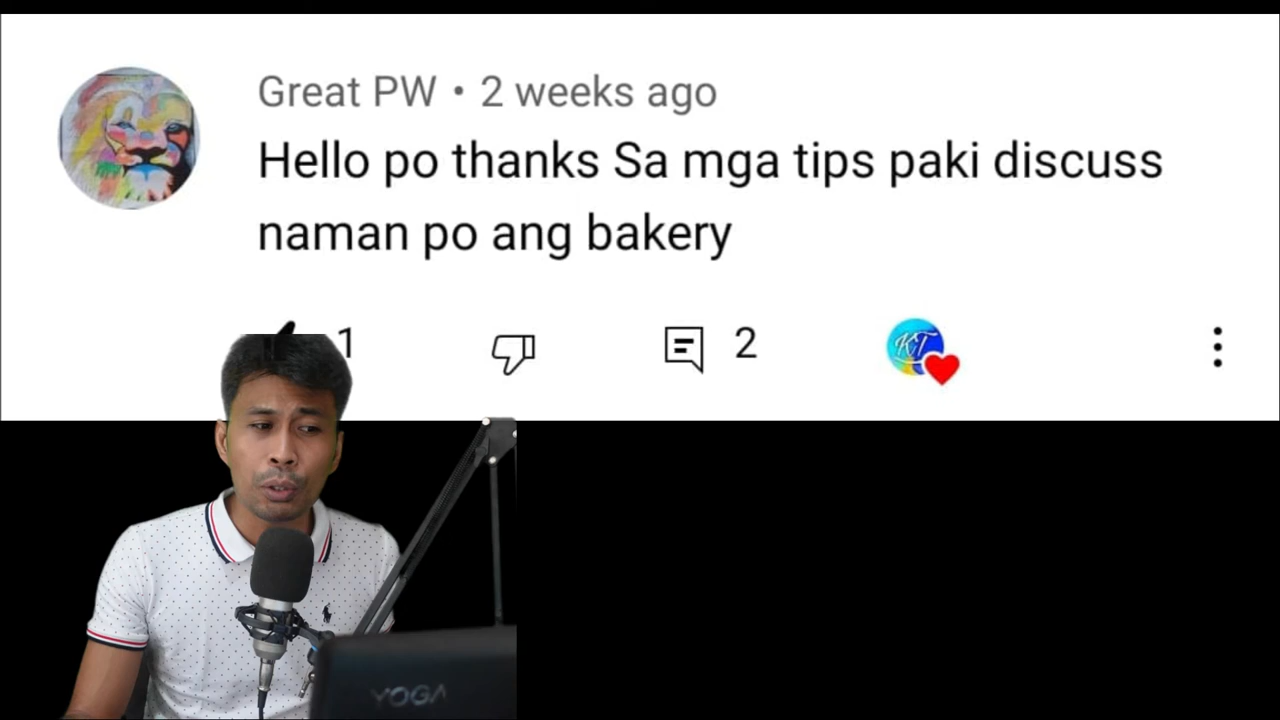 Great PW • 2 weeks ago
Hello po thanks Sa mga tips paki discuss
naman po ang bakery
1
2
KT
YOGA